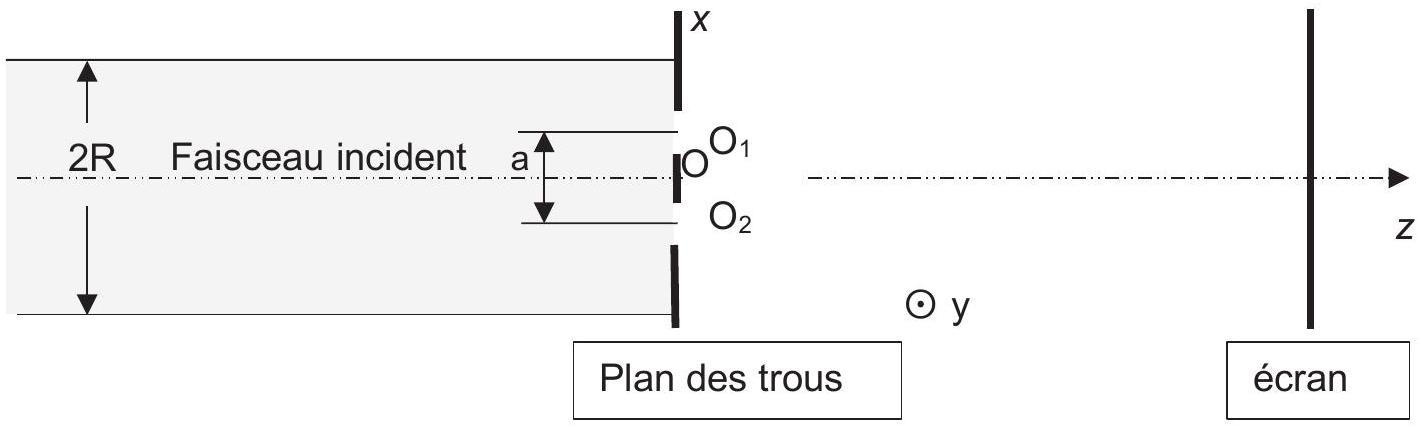 x
O₁
2R
Faisceau incident
a
O
O₂
z
y
Plan des trous
écran